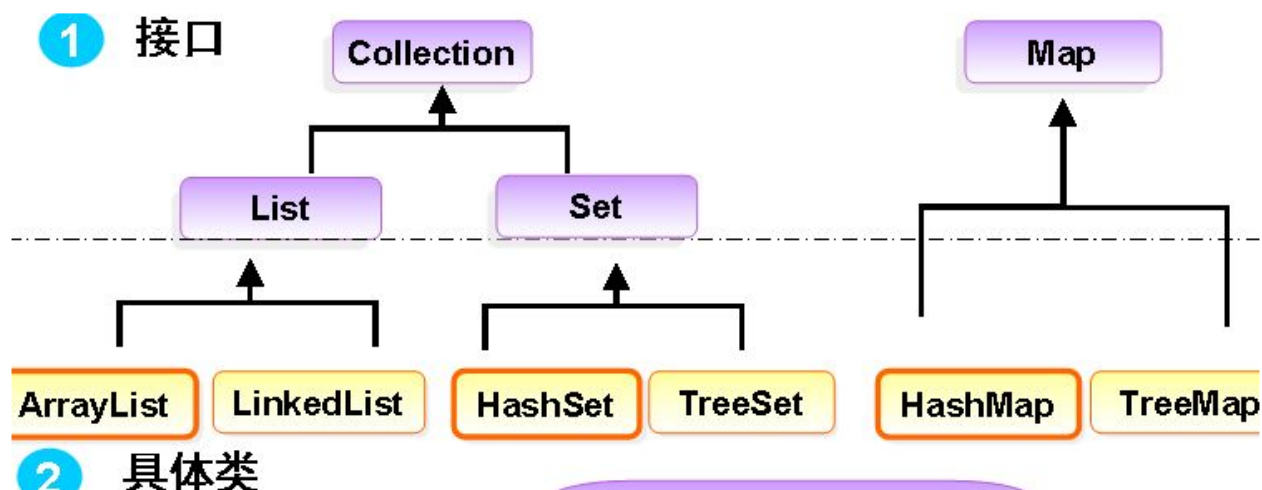 1 接口
Collection
Map
List
Set
ArrayList
LinkedList
HashSet
TreeSet
HashMap
TreeMap
2 具体类